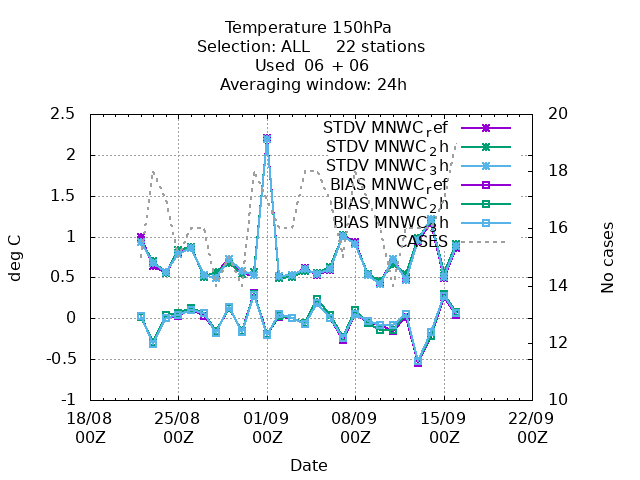 Temperature 150hPa
Selection: ALL 22 stations
Used 06 + 06
Averaging window: 24h
2.5
2
1.5
1
0.5
0
-0.5
-1
deg C
20
18
16
14
12
10
No cases
STDV MNWC_ref
STDV MNWC_2h
STDV MNWC_3h
BIAS MNWC_ref
BIAS MNWC_2h
BIAS MNWC_3h
CASES
18/08 25/08 01/09 08/09 15/09 22/09
00Z 00Z 00Z 00Z 00Z 00Z
Date